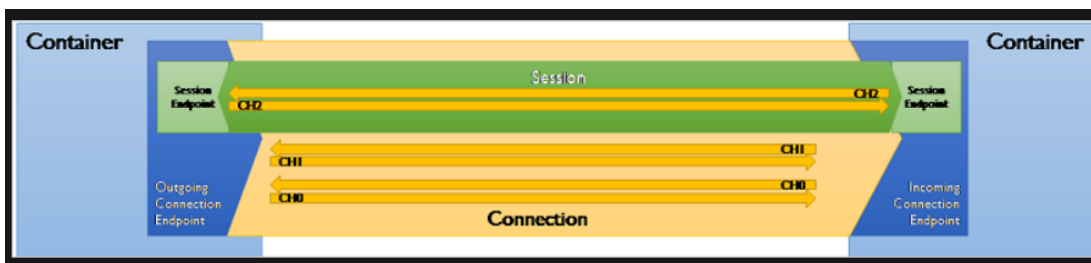 Container
Container
Session
Session
Endpoint
CH2
CH2
Session
Endpoint
CH1
CH1
CH0
CH0
Outgoing
Connection
Endpoint
Connection
Incoming
Connection
Endpoint